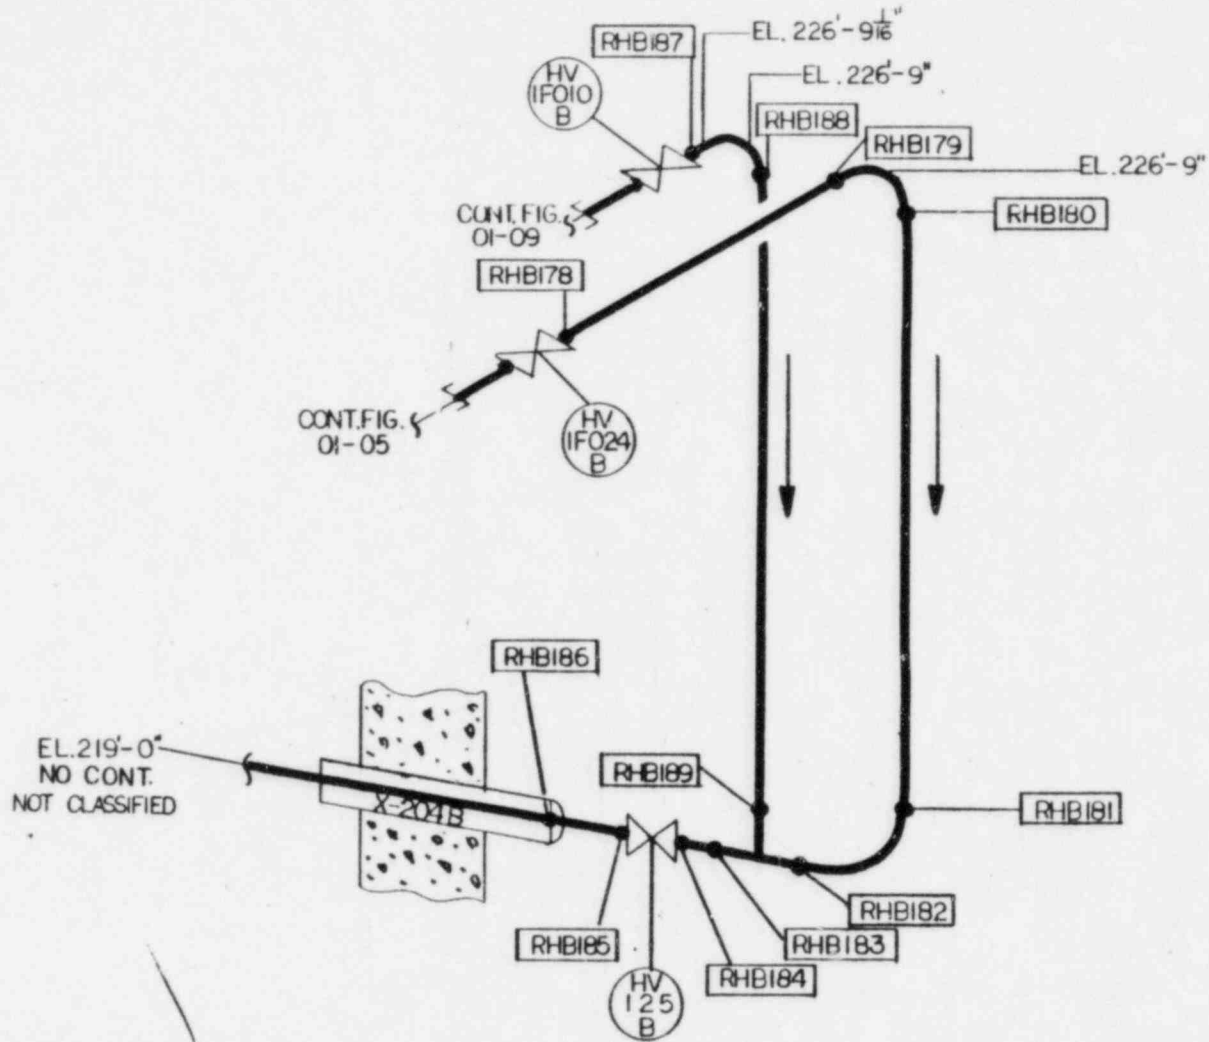 RHB187
EL. 226'-9 1/16"
HV
1F010
B
EL. 226'-9"
RHB188
RHB179
EL. 226'-9"
CONT. FIG.
01-09
RHB180
RHB178
CONT. FIG.
01-05
HV
1F024
B
RHB186
EL. 219'-0"
NO CONT.
NOT CLASSIFIED
X-204B
RHB189
RHB181
RHB182
RHB183
RHB185
RHB184
HV
125
B